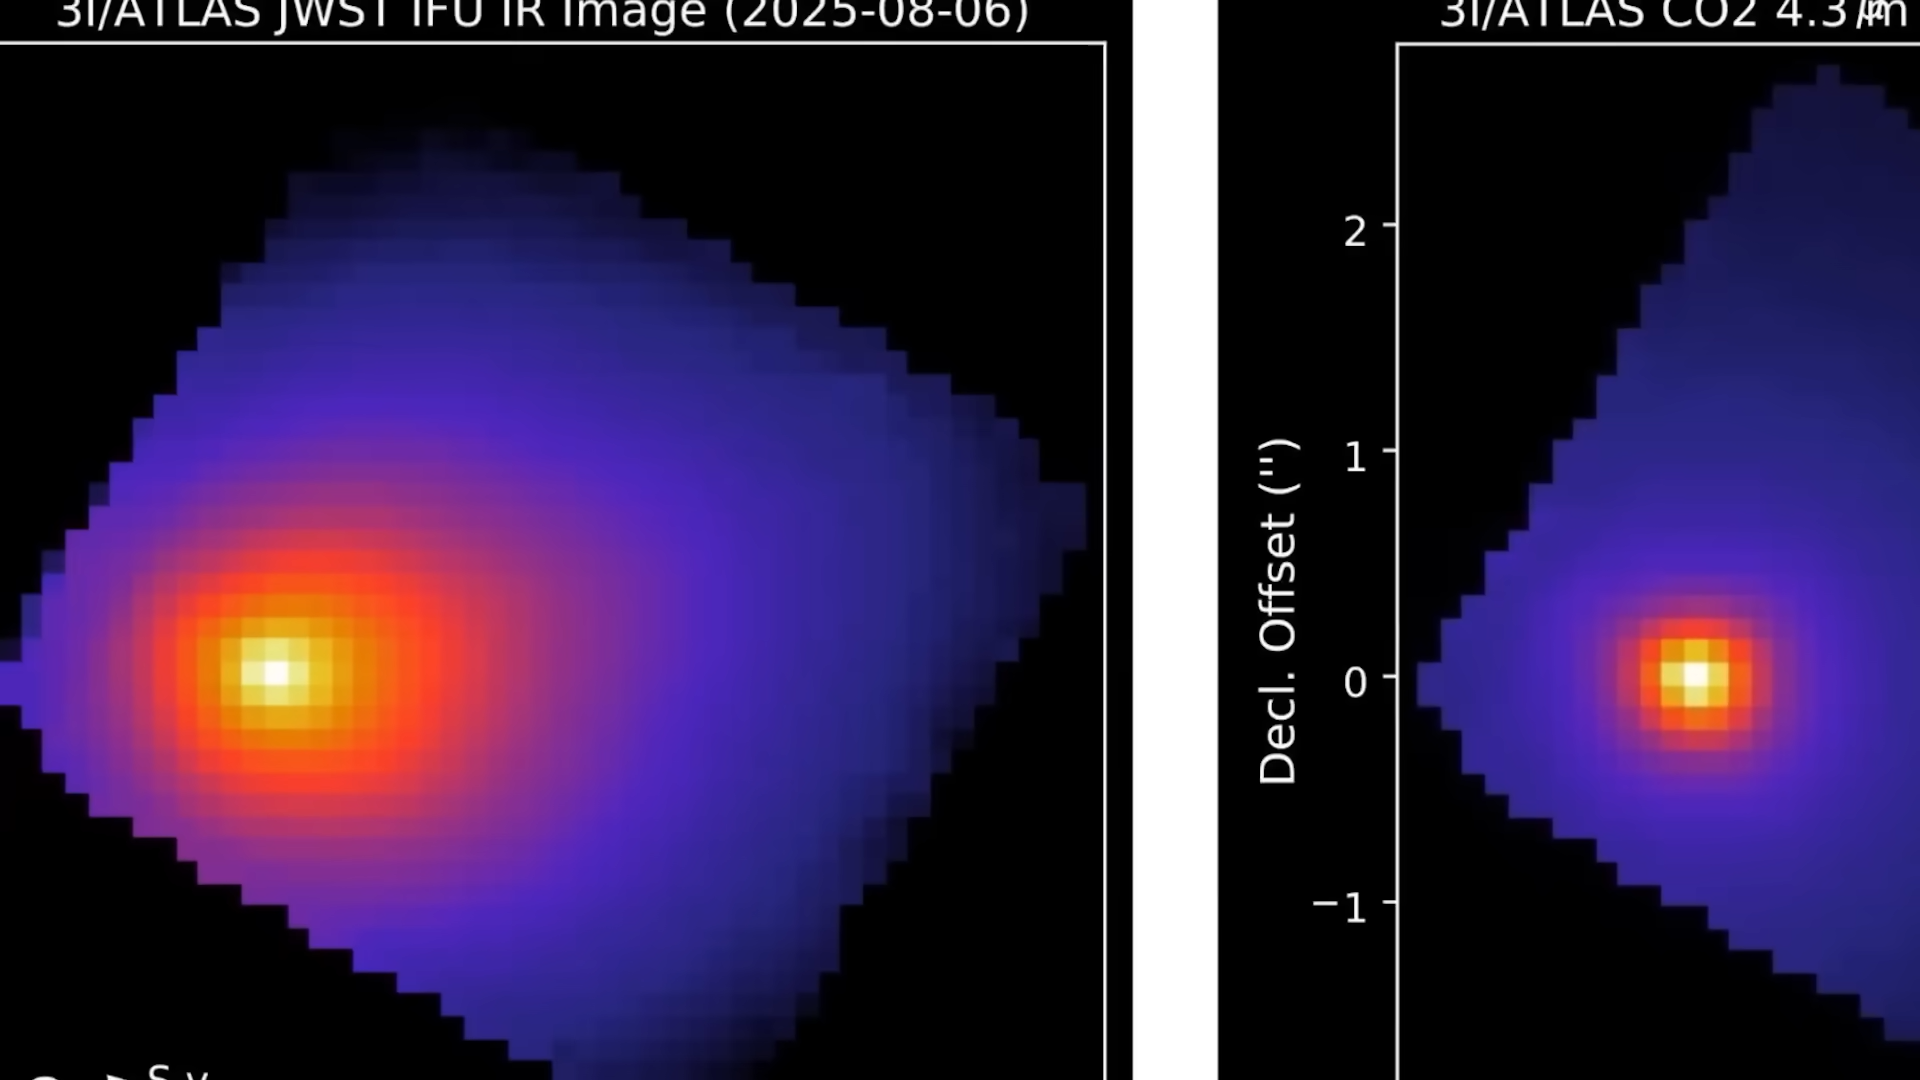 3I/ATLAS JWST IFU IR Image (2025-08-06)
S v
3I/ATLAS CO2 4.3
Decl. Offset ('')
2
1
0
−1